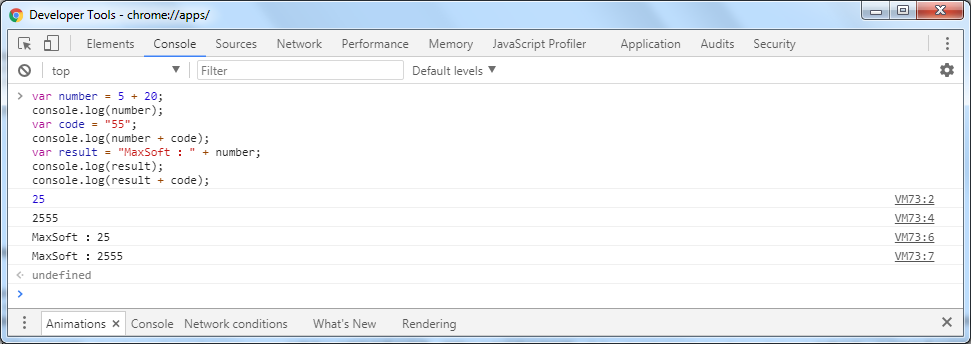 Developer Tools - chrome://apps/
Elements Console Sources Network Performance Memory JavaScript Profiler Application Audits Security
top Filter Default levels
var number = 5 + 20;
console.log(number);
var code = "55";
console.log(number + code);
var result = "MaxSoft : " + number;
console.log(result);
console.log(result + code);
25 VM73:2
2555 VM73:4
MaxSoft : 25 VM73:6
MaxSoft : 2555 VM73:7
undefined
Animations Console Network conditions What's New Rendering